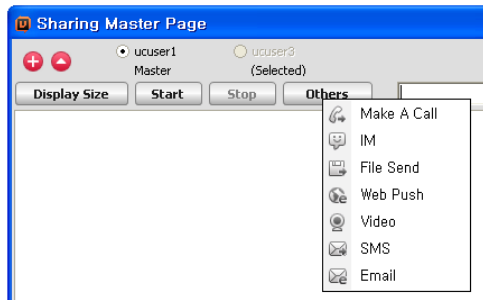 Sharing Master Page
ucuser1 ucuser3
Master (Selected)
Display Size Start Stop Others
Make A Call
IM
File Send
Web Push
Video
SMS
Email